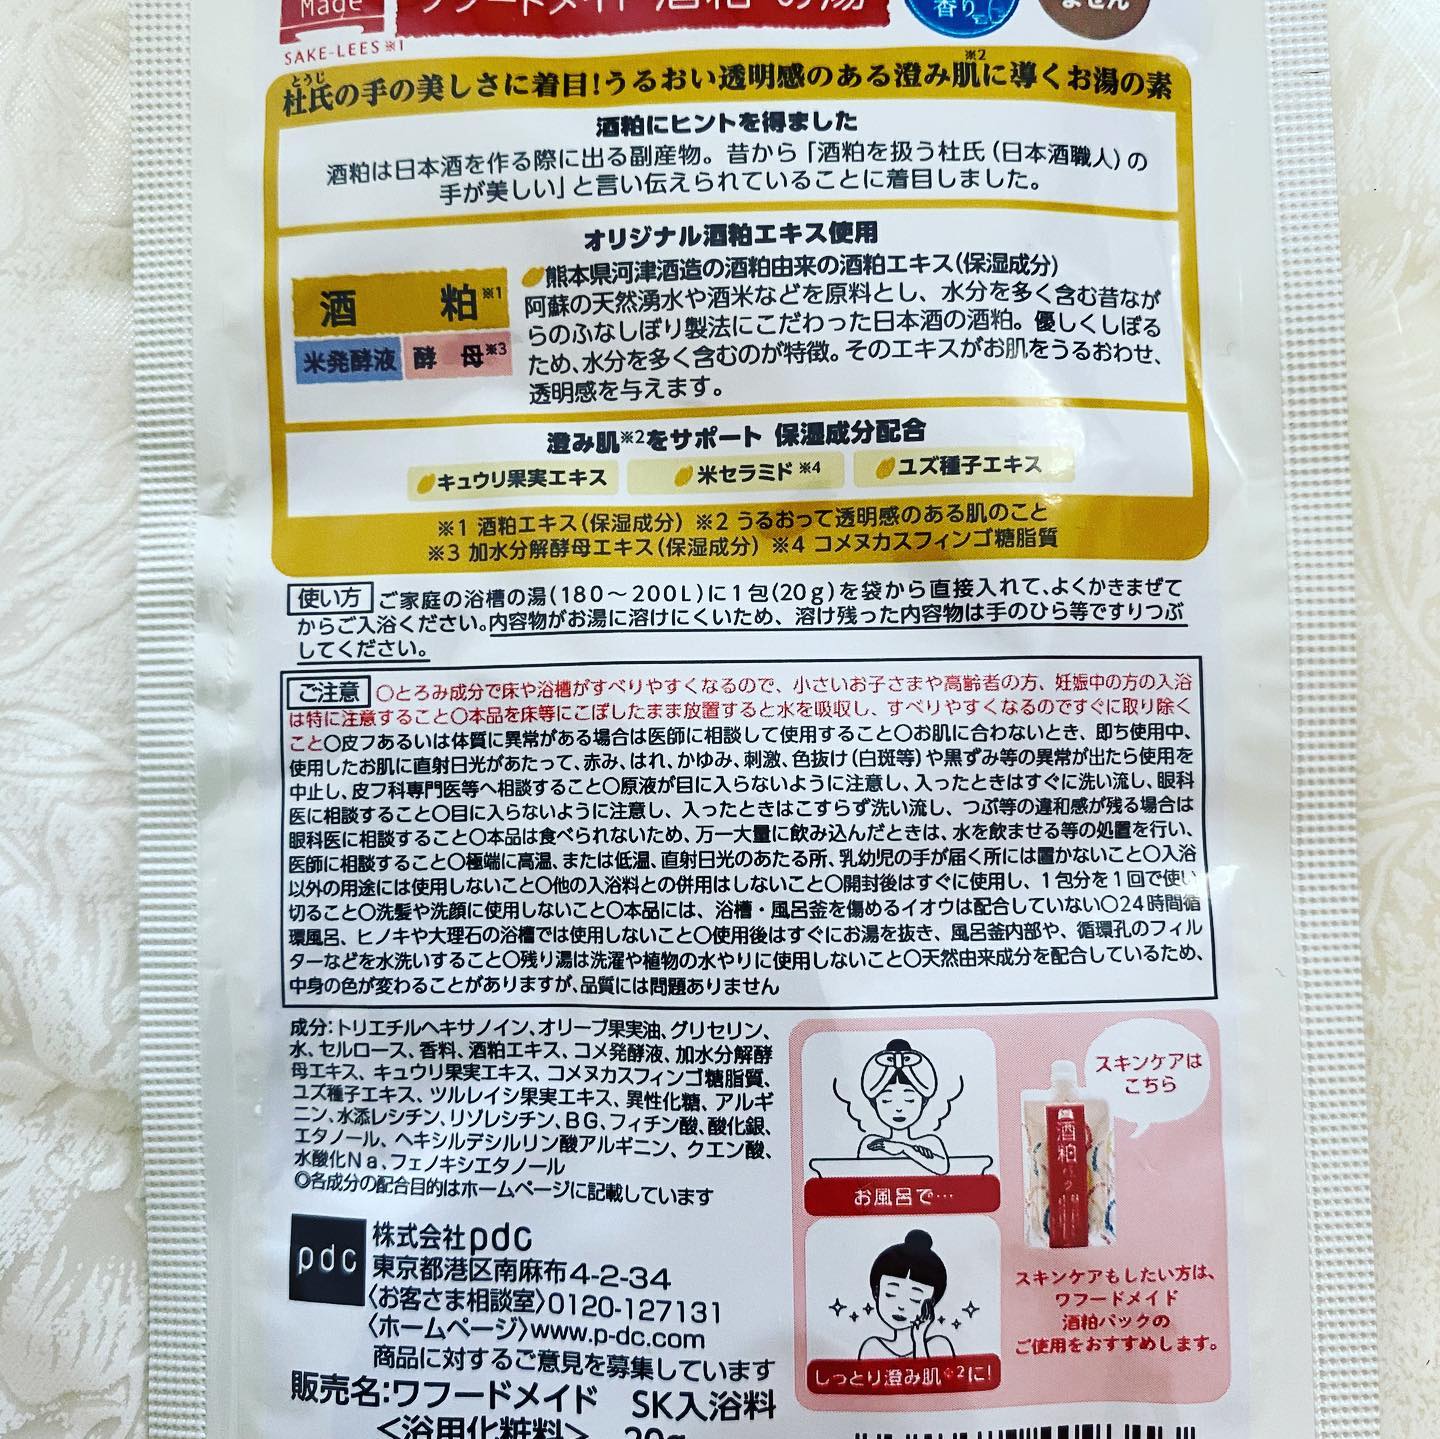 Made
ワフードメイド 酒粕の湯
香り
ません
SAKE-LEES※1
とうじ
※2
杜氏の手の美しさに着目!うるおい透明感のある澄み肌に導くお湯の素
酒粕にヒントを得ました
酒粕は日本酒を作る際に出る副産物。昔から「酒粕を扱う杜氏(日本酒職人)の
手が美しい」と言い伝えられていることに着目しました。
オリジナル酒粕エキス使用
酒 粕※1
米発酵液 酵 母※3
熊本県河津酒造の酒粕由来の酒粕エキス(保湿成分)
阿蘇の天然湧水や酒米などを原料とし、水分を多く含む昔なが
らのふなしぼり製法にこだわった日本酒の酒粕。優しくしぼる
ため、水分を多く含むのが特徴。そのエキスがお肌をうるおわせ、
透明感を与えます。
澄み肌※2をサポート 保湿成分配合
キュウリ果実エキス 米セラミド※4 ユズ種子エキス
※1 酒粕エキス(保湿成分) ※2 うるおって透明感のある肌のこと
※3 加水分解酵母エキス(保湿成分) ※4 コメヌカスフィンゴ糖脂質
使い方 ご家庭の浴槽の湯(180〜200L)に1包(20g)を袋から直接入れて、よくかきまぜて
からご入浴ください。内容物がお湯に溶けにくいため、溶け残った内容物は手のひら等ですりつぶ
してください。
ご注意 〇とろみ成分で床や浴槽がすべりやすくなるので、小さいお子さまや高齢者の方、妊娠中の方の入浴
は特に注意すること〇本品を床等にこぼしたまま放置すると水を吸収し、すべりやすくなるのですぐに取り除く
こと〇皮フあるいは体質に異常がある場合は医師に相談して使用すること〇お肌に合わないとき、即ち使用中、
使用したお肌に直射日光があたって、赤み、はれ、かゆみ、刺激、色抜け(白斑等)や黒ずみ等の異常が出たら使用を
中止し、皮フ科専門医等へ相談すること〇原液が目に入らないように注意し、入ったときはすぐに洗い流し、眼科
医に相談すること〇目に入らないように注意し、入ったときはこすらず洗い流し、つぶ等の違和感が残る場合は
眼科医に相談すること〇本品は食べられないため、万一大量に飲み込んだときは、水を飲ませる等の処置を行い、
医師に相談すること〇極端に高温、または低温、直射日光のあたる所、乳幼児の手が届く所には置かないこと〇入浴
以外の用途には使用しないこと〇他の入浴料との併用はしないこと〇開封後はすぐに使用し、1包分を1回で使い
切ること〇洗髪や洗顔に使用しないこと〇本品には、浴槽・風呂釜を傷めるイオウは配合していない〇24時間循
環風呂、ヒノキや大理石の浴槽では使用しないこと〇使用後はすぐにお湯を抜き、風呂釜内部や、循環孔のフィル
ターなどを水洗いすること〇残り湯は洗濯や植物の水やりに使用しないこと〇天然由来成分を配合しているため、
中身の色が変わることがありますが、品質には問題ありません
成分:トリエチルヘキサノイン、オリーブ果実油、グリセリン、
水、セルロース、香料、酒粕エキス、コメ発酵液、加水分解酵
母エキス、キュウリ果実エキス、コメヌカスフィンゴ糖脂質、
ユズ種子エキス、ツルレイシ果実エキス、異性化糖、アルギ
ニン、水添レシチン、リゾレシチン、BG、フィチン酸、酸化銀、
エタノール、ヘキシルデシルリン酸アルギニン、クエン酸、
水酸化Na、フェノキシエタノール
◎各成分の配合目的はホームページに記載しています
pdc
株式会社pdc
東京都港区南麻布4-2-34
〈お客さま相談室〉0120-127131
〈ホームページ〉www.p-dc.com
商品に対するご意見を募集しています
販売名:ワフードメイド SK入浴料
<浴用化粧料> 20g
お風呂で…
しっとり澄み肌※2に!
スキンケアは
こちら
酒粕パック
スキンケアもしたい方は、
ワフードメイド
酒粕パックの
ご使用をおすすめします。